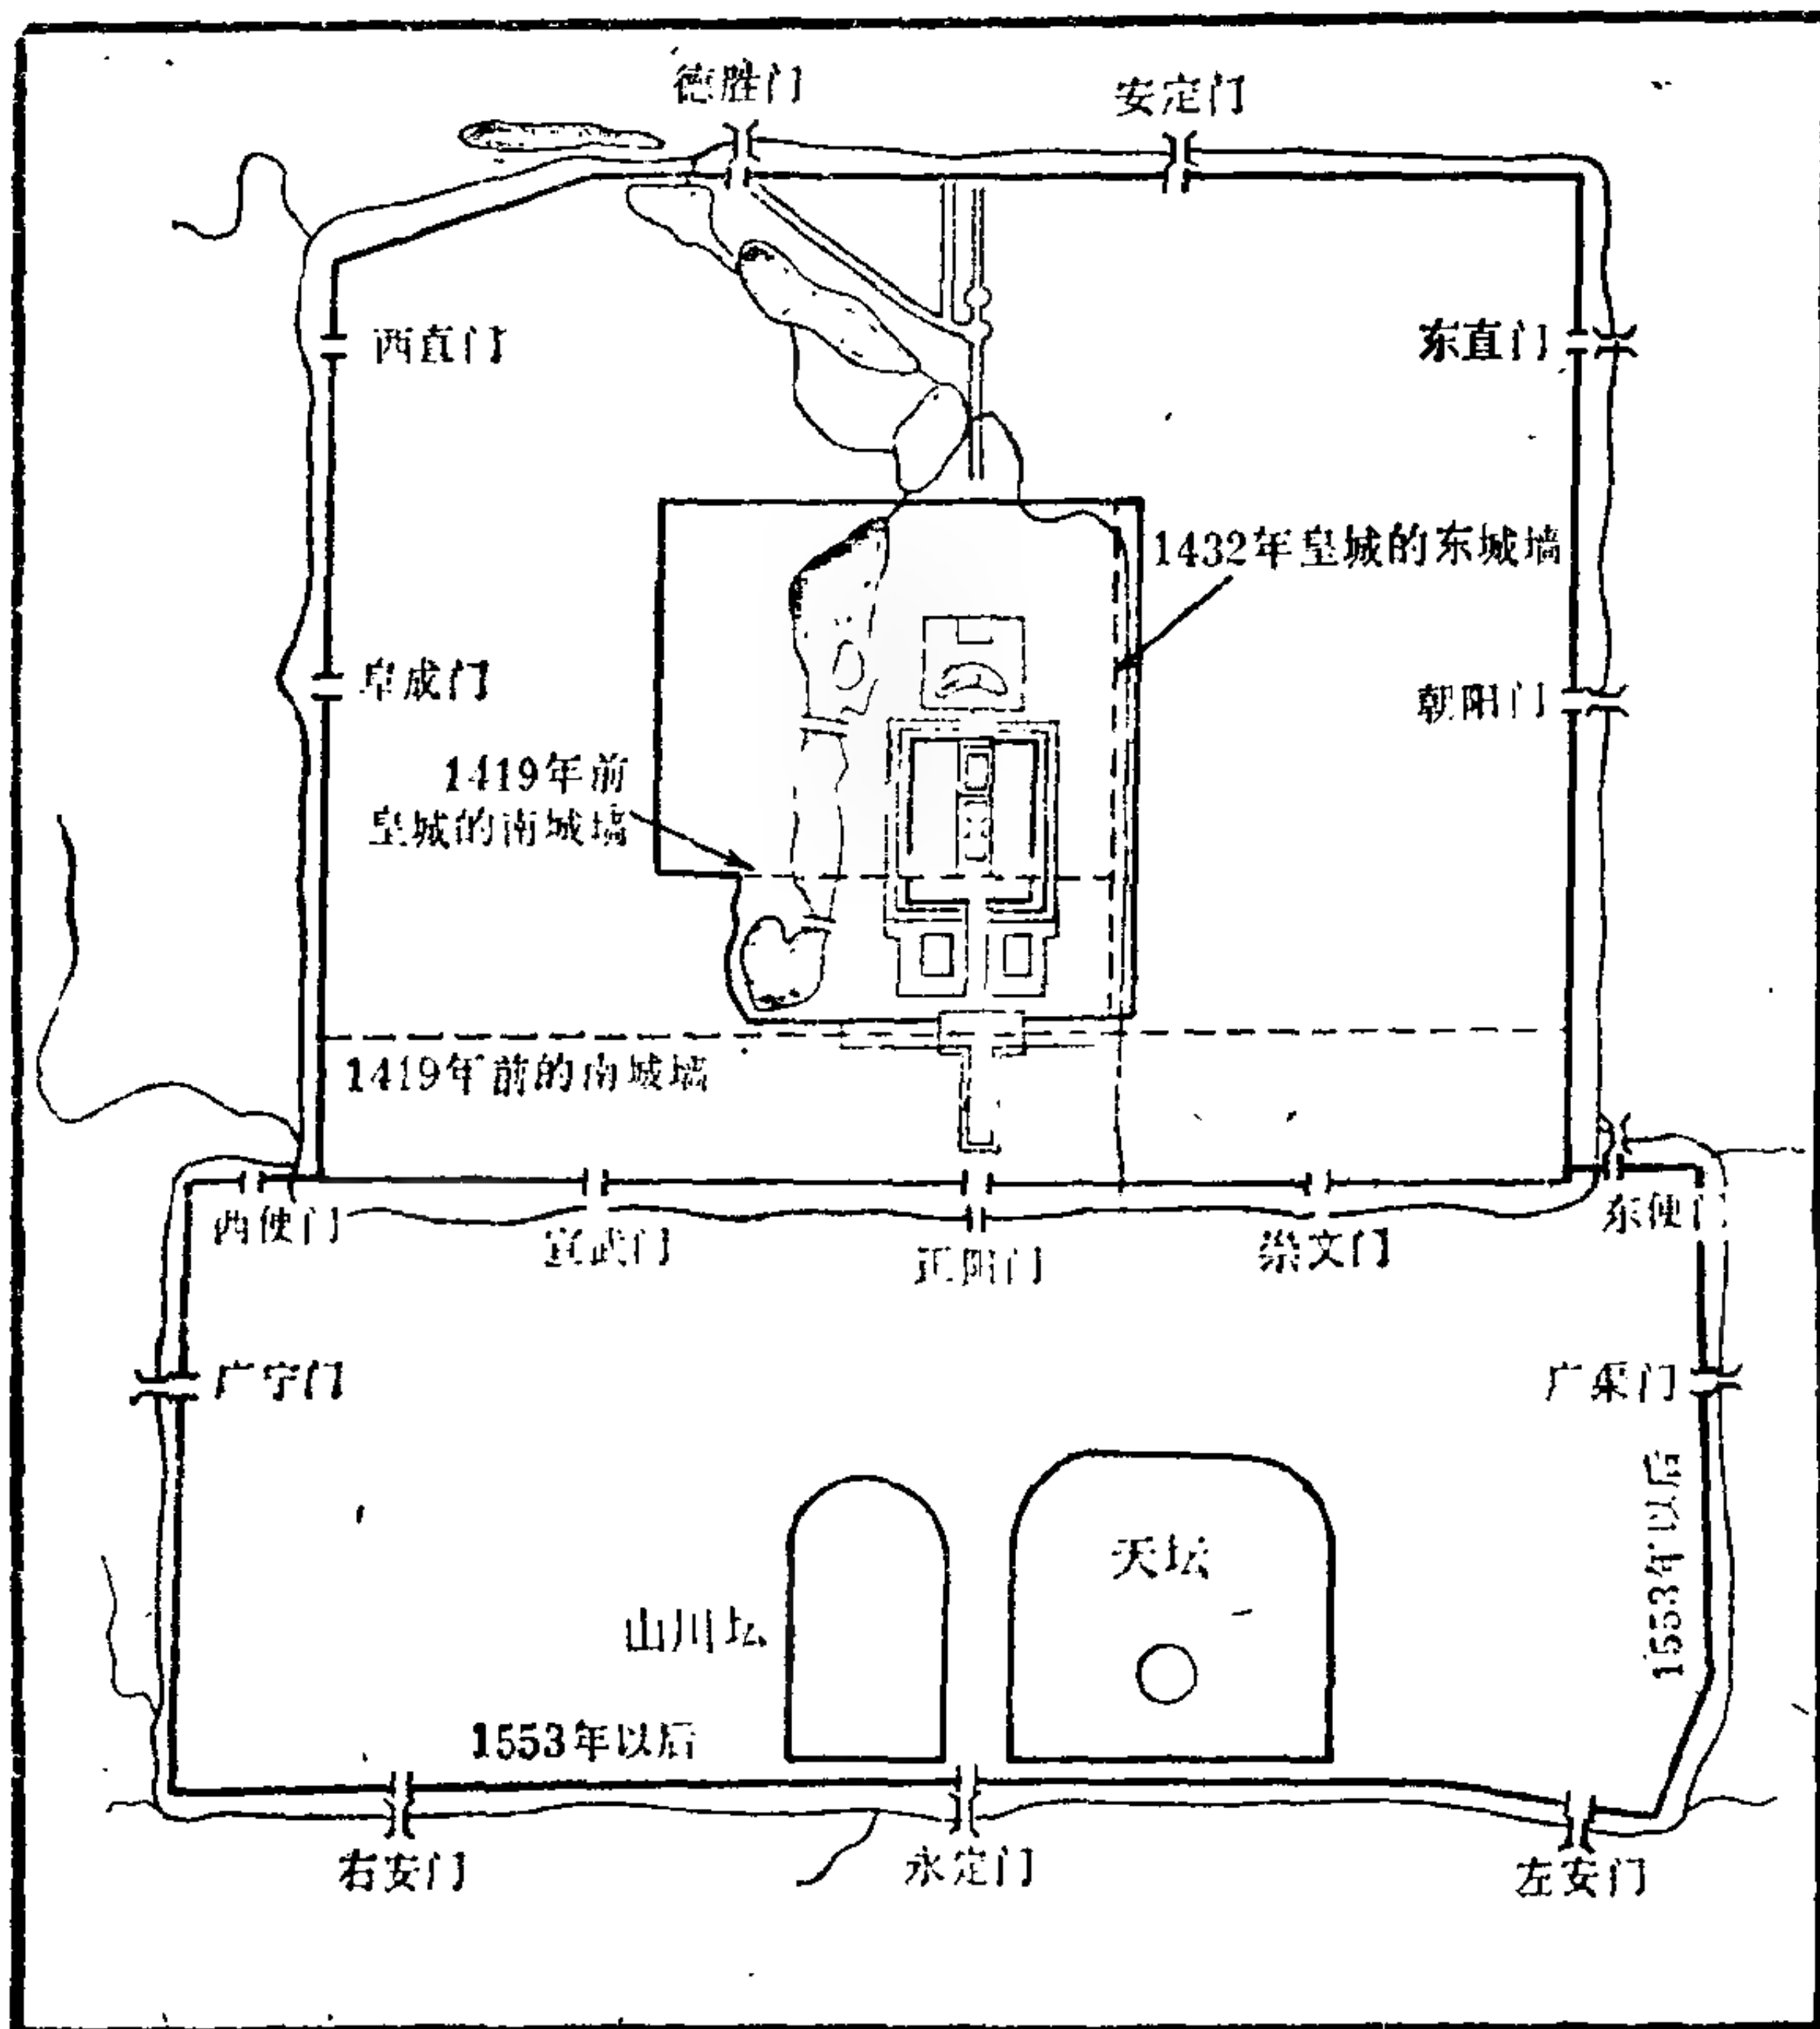 德胜门
安定门
西直门
东直门
1432年皇城的东城墙
阜成门
朝阳门
1419年前
皇城的南城墙
1419年前的南城墙
西便门
宣武门
正阳门
崇文门
东便门
广宁门
广渠门
1553年以后
天坛
山川坛
1553年以后
右安门
永定门
左安门